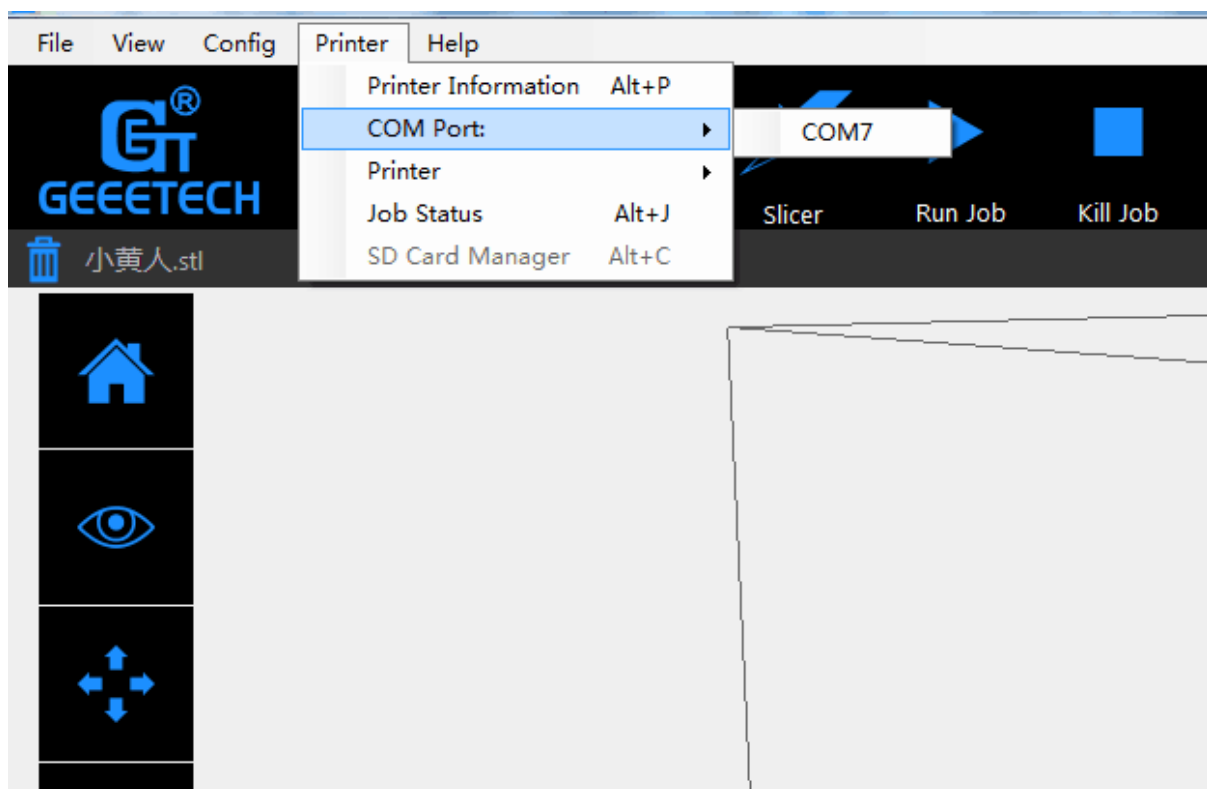 File View Config Printer Help
Printer Information Alt+P
COM Port:
COM7
Printer
Job Status Alt+J
SD Card Manager Alt+C
GEEETECH
®
Slicer Run Job Kill Job
小黄人.stl